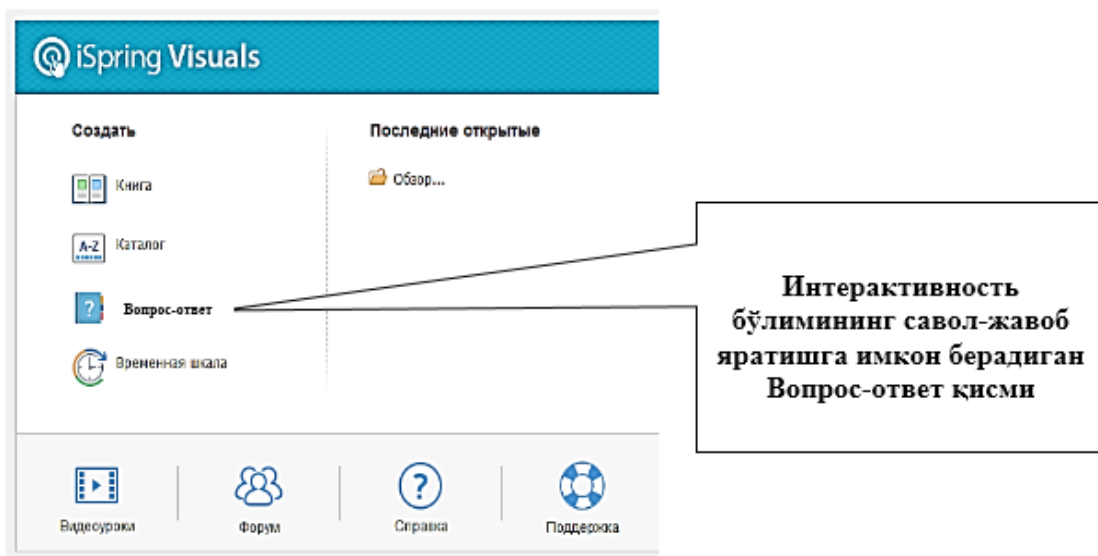 iSpring Visuals
Создать
Последние открытые
Книга
Обзор...
Каталог
Вопрос-ответ
Временная шкала
Интерактивность
бўлимининг савол-жавоб
яратишга имкон берадиган
Вопрос-ответ қисми
Видеоуроки
Форум
Справка
Поддержка
A-Z
?
?